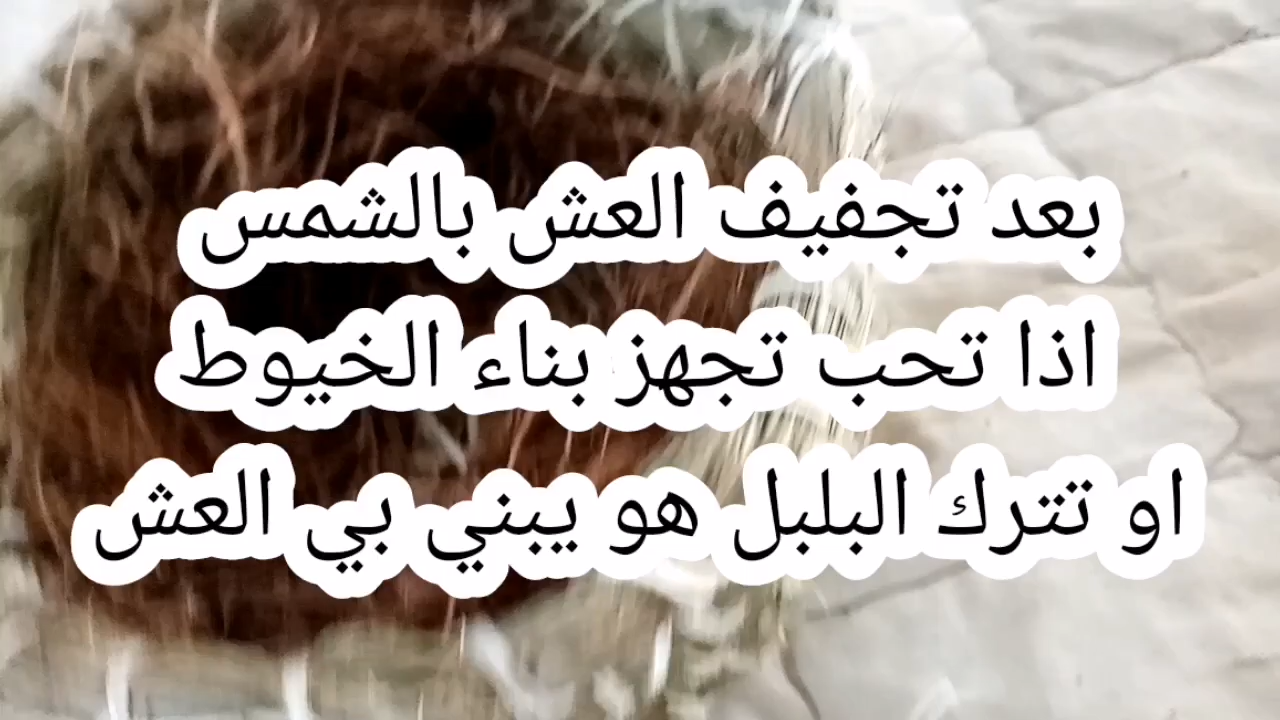 بعد تجفيف العش بالشمس
اذا تحب تجهز بناء الخيوط
او تترك البلبل هو يبني بي العش